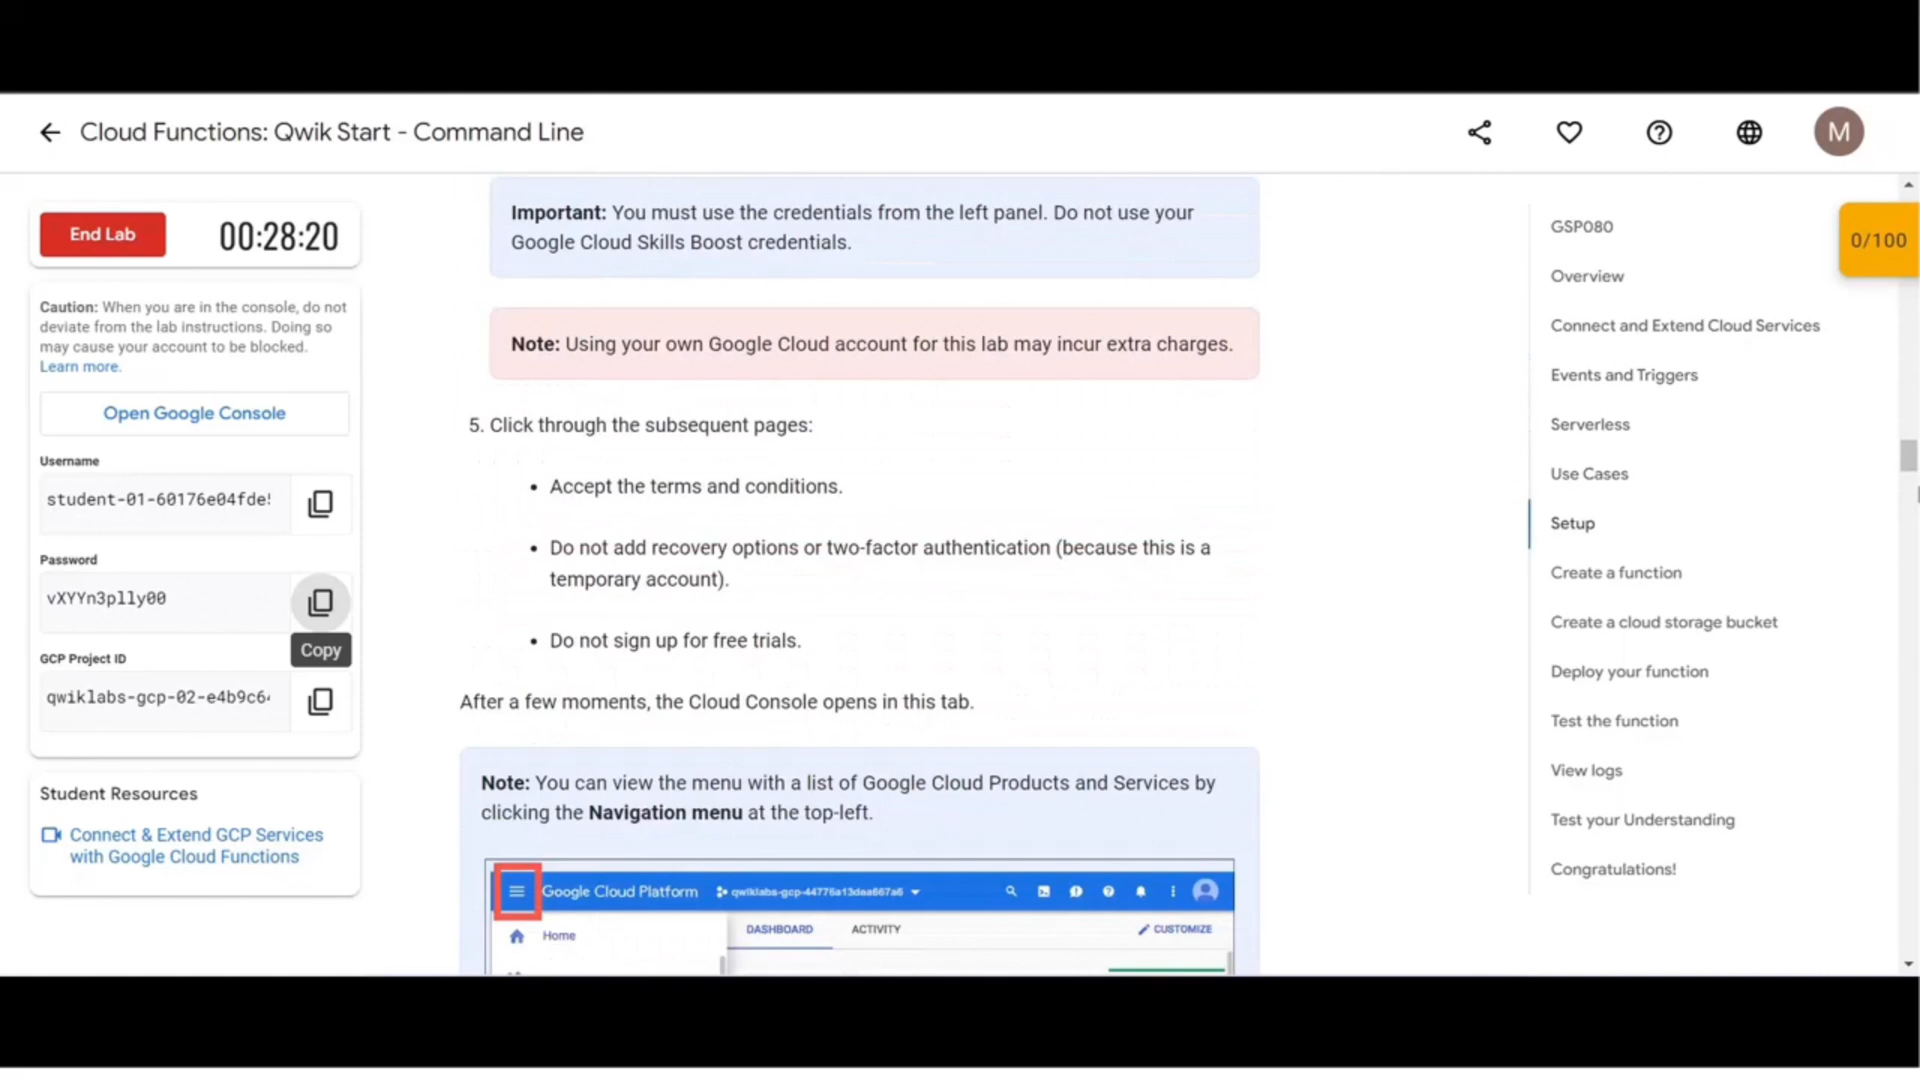 Cloud Functions: Qwik Start - Command Line
M
End Lab
00:28:20
Caution: When you are in the console, do not
deviate from the lab instructions. Doing so
may cause your account to be blocked.
Learn more.
Open Google Console
Username
student-01-60176e04fde!
Password
vXYYn3plly00
Copy
GCP Project ID
qwiklabs-gcp-02-e4b9c64
Student Resources
Connect & Extend GCP Services
with Google Cloud Functions
Important: You must use the credentials from the left panel. Do not use your
Google Cloud Skills Boost credentials.
Note: Using your own Google Cloud account for this lab may incur extra charges.
5. Click through the subsequent pages:
• Accept the terms and conditions.
• Do not add recovery options or two-factor authentication (because this is a
temporary account).
• Do not sign up for free trials.
After a few moments, the Cloud Console opens in this tab.
Note: You can view the menu with a list of Google Cloud Products and Services by
clicking the Navigation menu at the top-left.
Google Cloud Platform
qwiklabs-gcp-44776a13dea667a6
Home
DASHBOARD
ACTIVITY
CUSTOMIZE
GSP080
Overview
Connect and Extend Cloud Services
Events and Triggers
Serverless
Use Cases
Setup
Create a function
Create a cloud storage bucket
Deploy your function
Test the function
View logs
Test your Understanding
Congratulations!
0/100